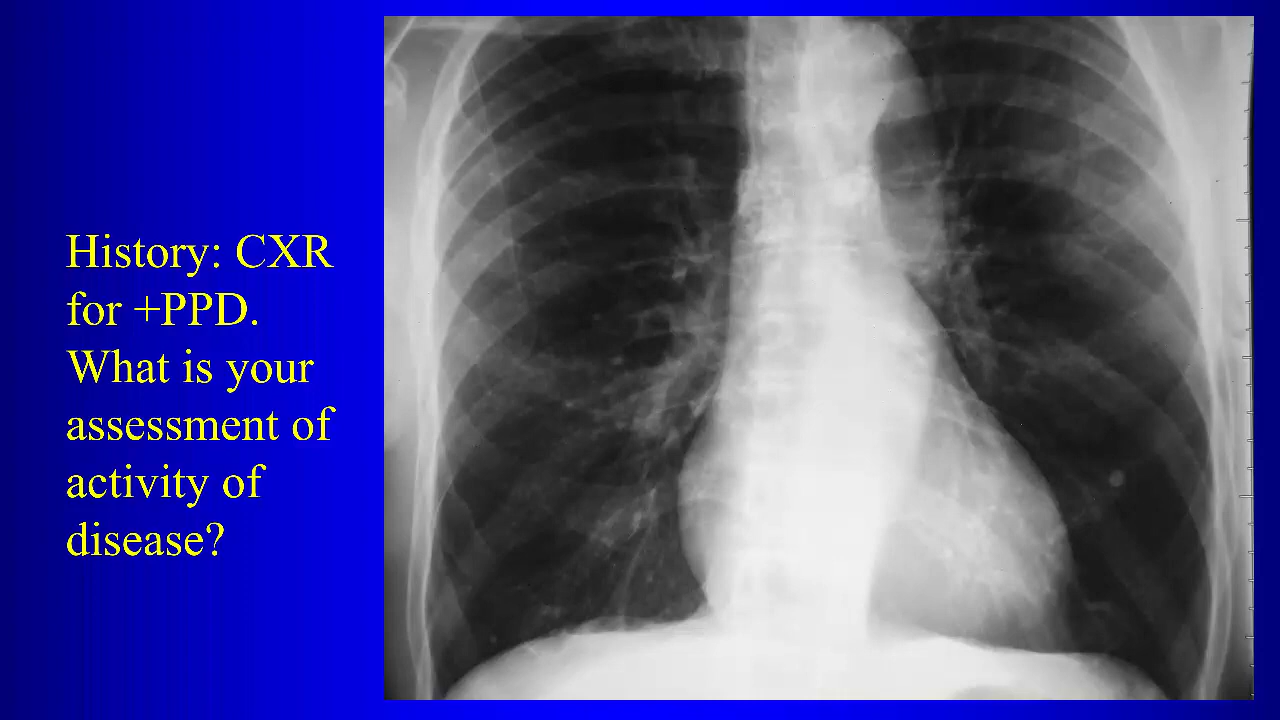 History: CXR
for +PPD.
What is your
assessment of
activity of
disease?